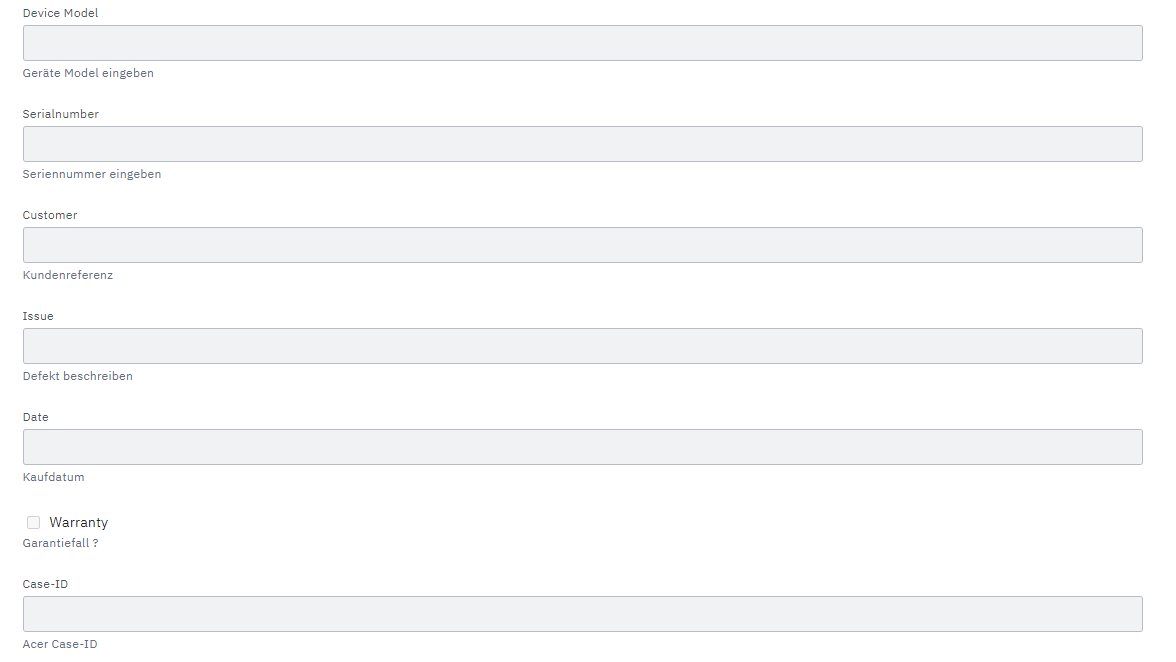 Device Model
Geräte Model eingeben
Serialnumber
Seriennummer eingeben
Customer
Kundenreferenz
Issue
Defekt beschreiben
Date
Kaufdatum
Warranty
Garantiefall ?
Case-ID
Acer Case-ID